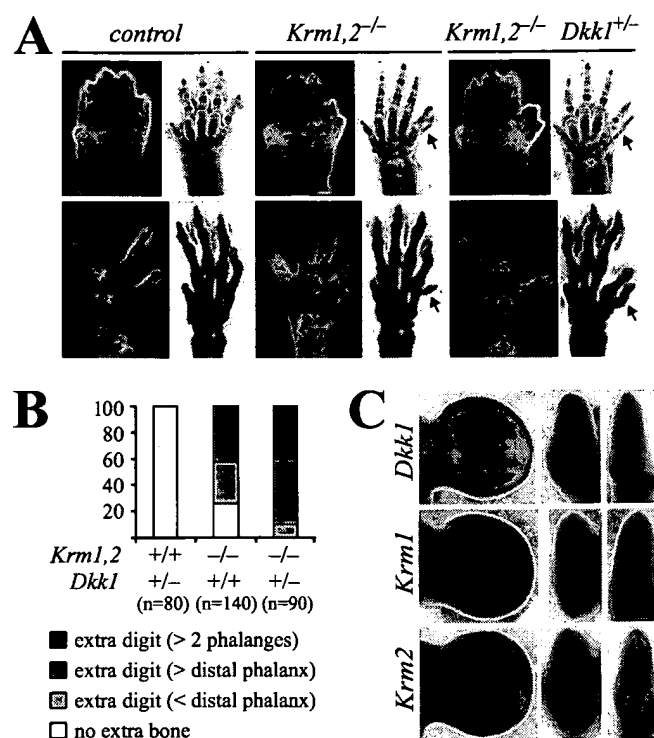 A
control Krm1,2−/− Krm1,2−/− Dkk1+/−
B
100
80
60
40
20
Krm1,2 +/+ −/− −/−
Dkk1 +/− +/+ +/−
(n=80) (n=140) (n=90)
extra digit (> 2 phalanges)
extra digit (> distal phalanx)
extra digit (< distal phalanx)
no extra bone
C
Dkk1
Krm1
Krm2